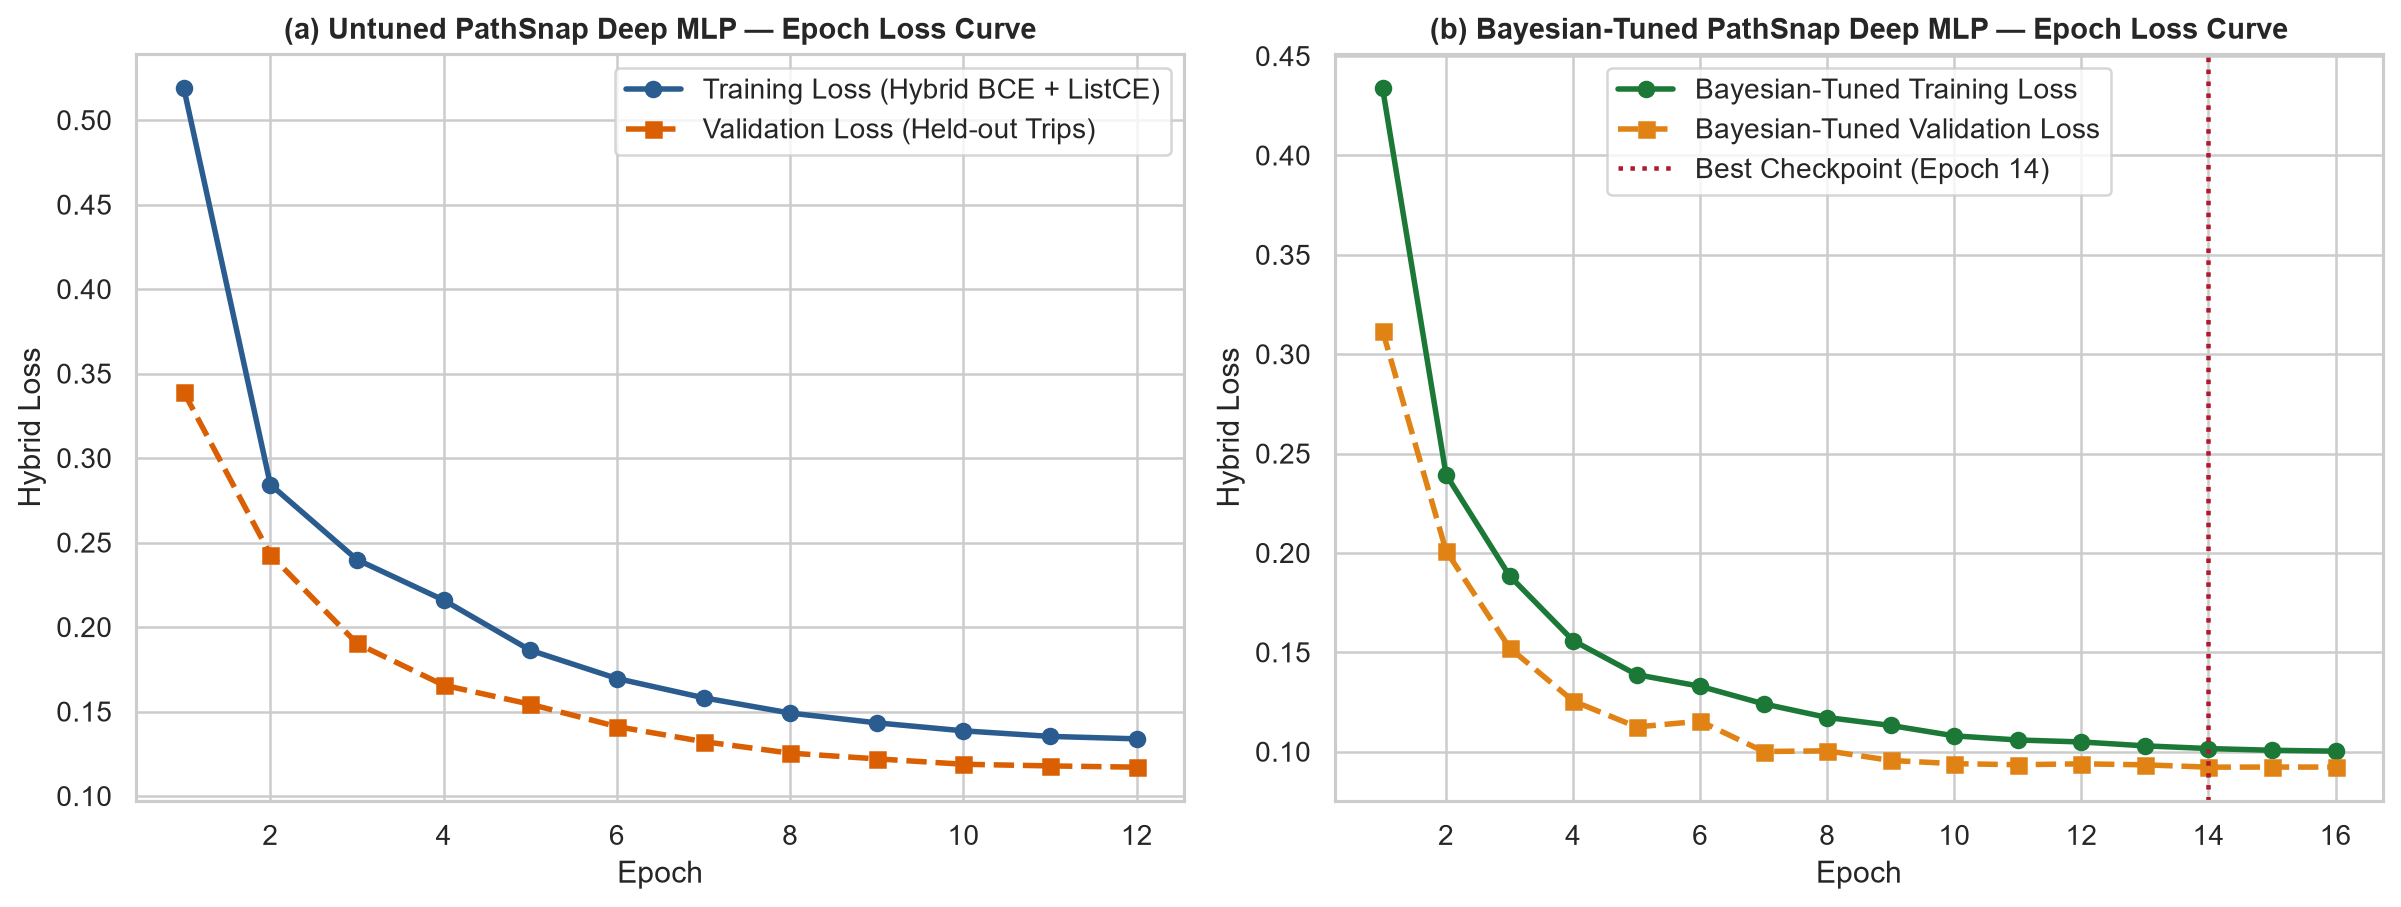 (a) Untuned PathSnap Deep MLP — Epoch Loss Curve
Training Loss (Hybrid BCE + ListCE)
Validation Loss (Held-out Trips)
Hybrid Loss
0.50
0.45
0.40
0.35
0.30
0.25
0.20
0.15
0.10
2 4 6 8 10 12
Epoch
(b) Bayesian-Tuned PathSnap Deep MLP — Epoch Loss Curve
Bayesian-Tuned Training Loss
Bayesian-Tuned Validation Loss
Best Checkpoint (Epoch 14)
Hybrid Loss
0.45
0.40
0.35
0.30
0.25
0.20
0.15
0.10
2 4 6 8 10 12 14 16
Epoch